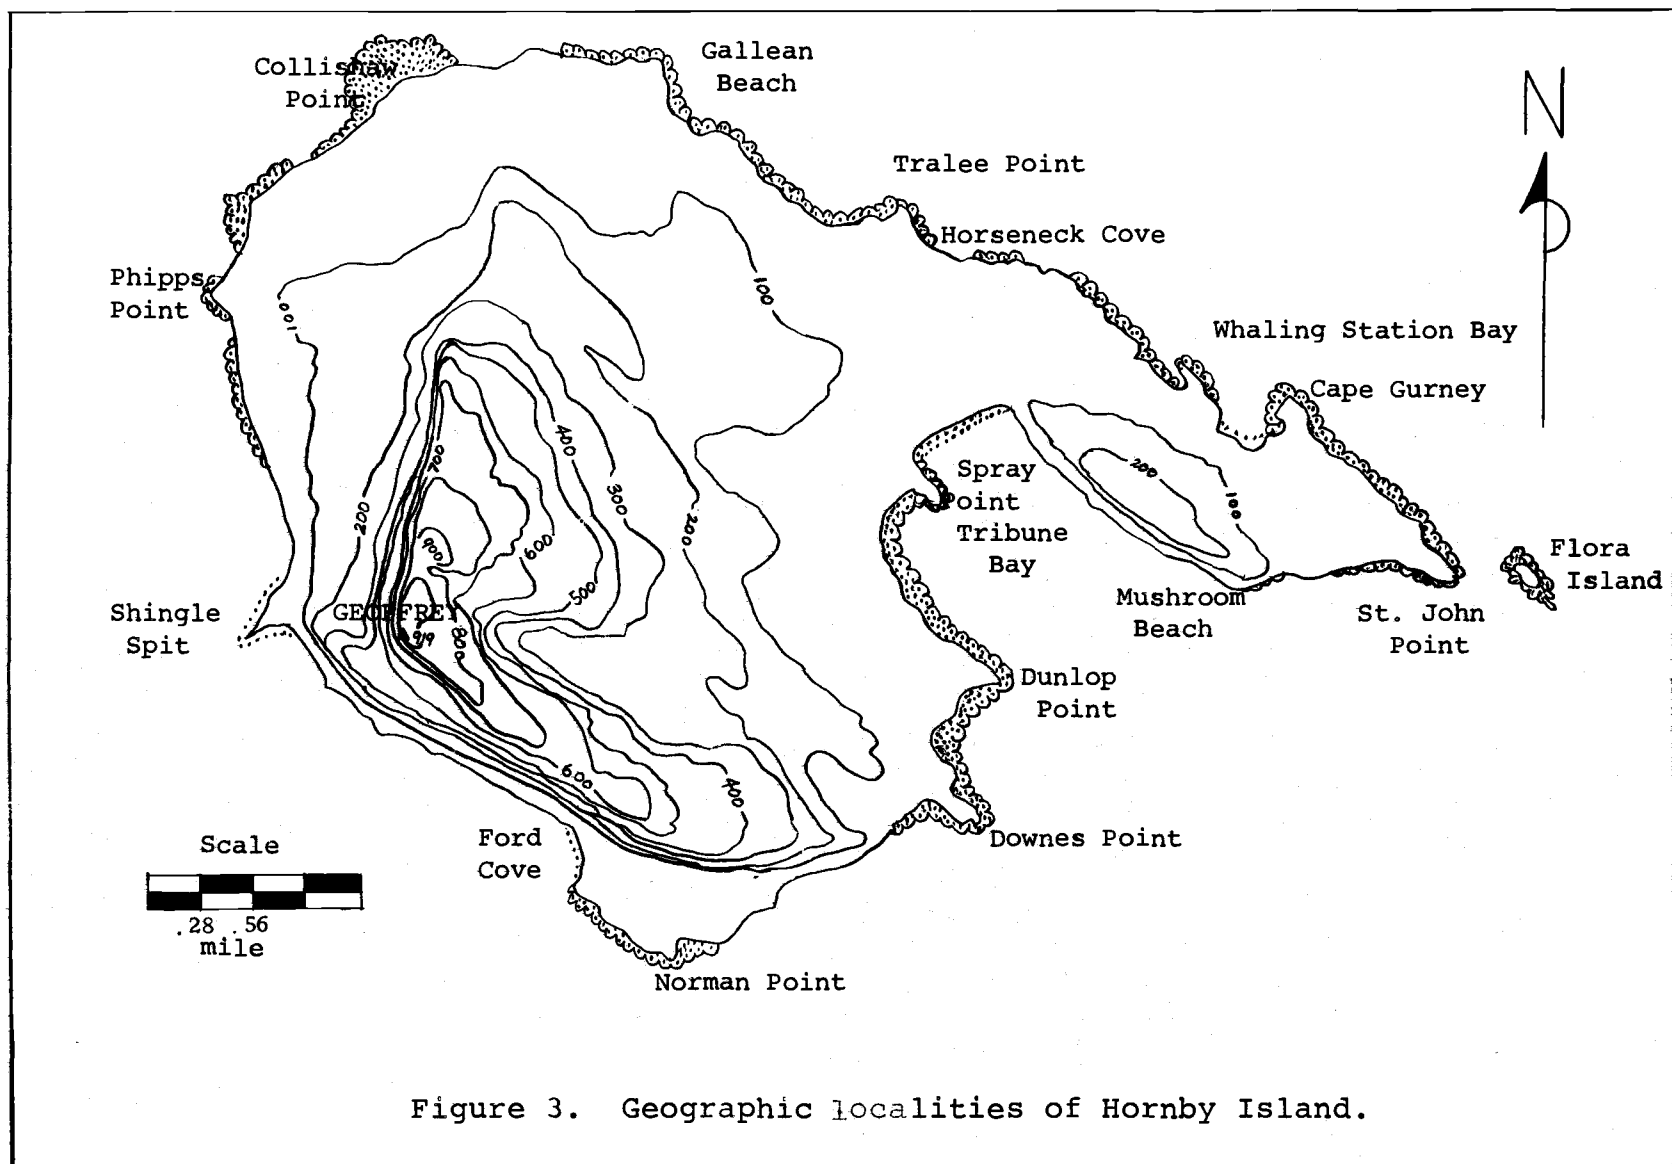 Collishaw
Point
Gallean
Beach
N
Tralee Point
Horseneck Cove
Phipps
Point
100
100
Whaling Station Bay
Cape Gurney
400
700
300
200
200
200
100
Spray
Point
Tribune
Bay
900
600
500
Flora
Island
Mushroom
Beach
St. John
Point
Shingle
Spit
GEOFFREY
919
800
Dunlop
Point
600
400
Ford
Cove
Downes Point
Scale
.28 .56
mile
Norman Point
Figure 3. Geographic localities of Hornby Island.